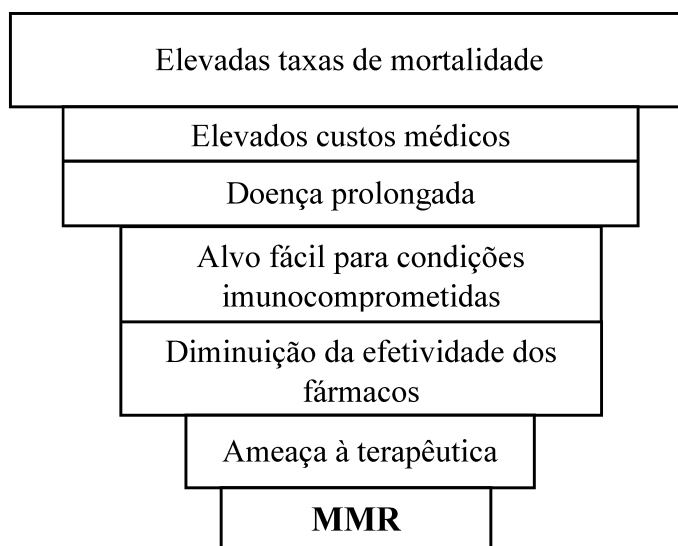 Elevadas taxas de mortalidade
Elevados custos médicos
Doença prolongada
Alvo fácil para condições
imunocomprometidas
Diminuição da efetividade dos
fármacos
Ameaça à terapêutica
MMR